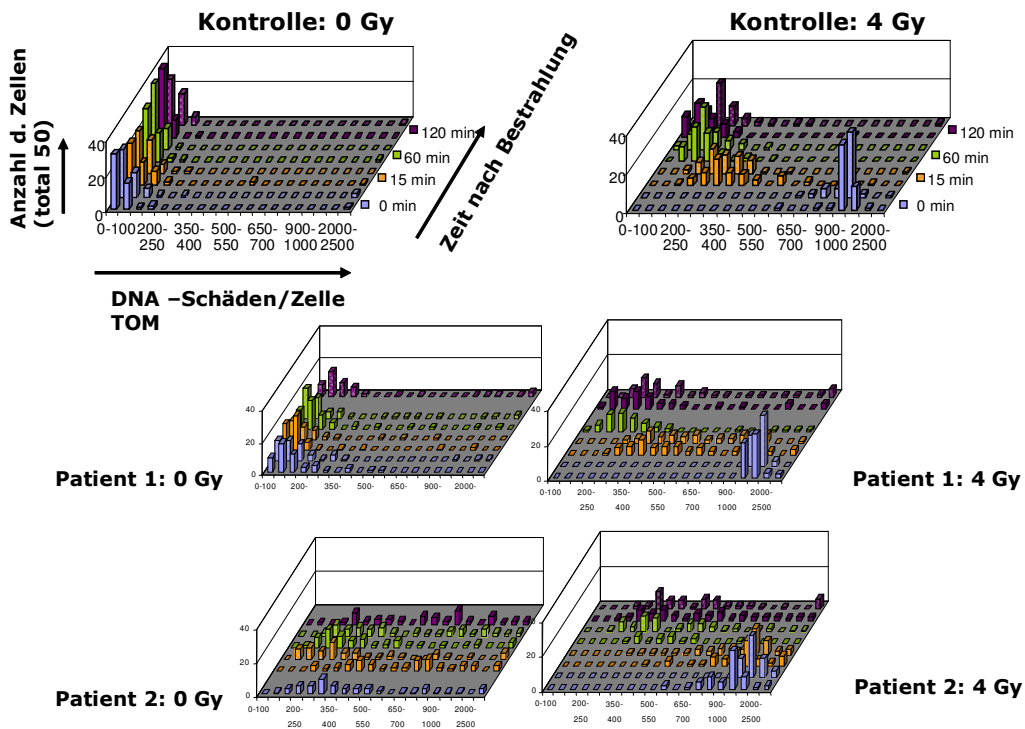 Kontrolle: 0 Gy
Kontrolle: 4 Gy
Anzahl d. Zellen
(total 50)
40
20
0
120 min
60 min
15 min
0 min
0-100 200- 350- 500- 650- 900- 2000-
250 400 550 700 1000 2500
Zeit nach Bestrahlung
40
20
0
120 min
60 min
15 min
0 min
0-100 200- 350- 500- 650- 900- 2000-
250 400 550 700 1000 2500
DNA –Schäden/Zelle
TOM
40
20
0
0-100 200- 350- 500- 650- 900- 2000-
Patient 1: 0 Gy
40
20
0
0-100 200- 350- 500- 650- 900- 2000-
250 400 550 700 1000 2500
Patient 1: 4 Gy
40
20
0
0-100 200- 350- 500- 650- 900- 2000-
250 400 550 700 1000 2500
Patient 2: 0 Gy
40
20
0
0-100 200- 350- 500- 650- 900- 2000-
250 400 550 700 1000 2500
Patient 2: 4 Gy